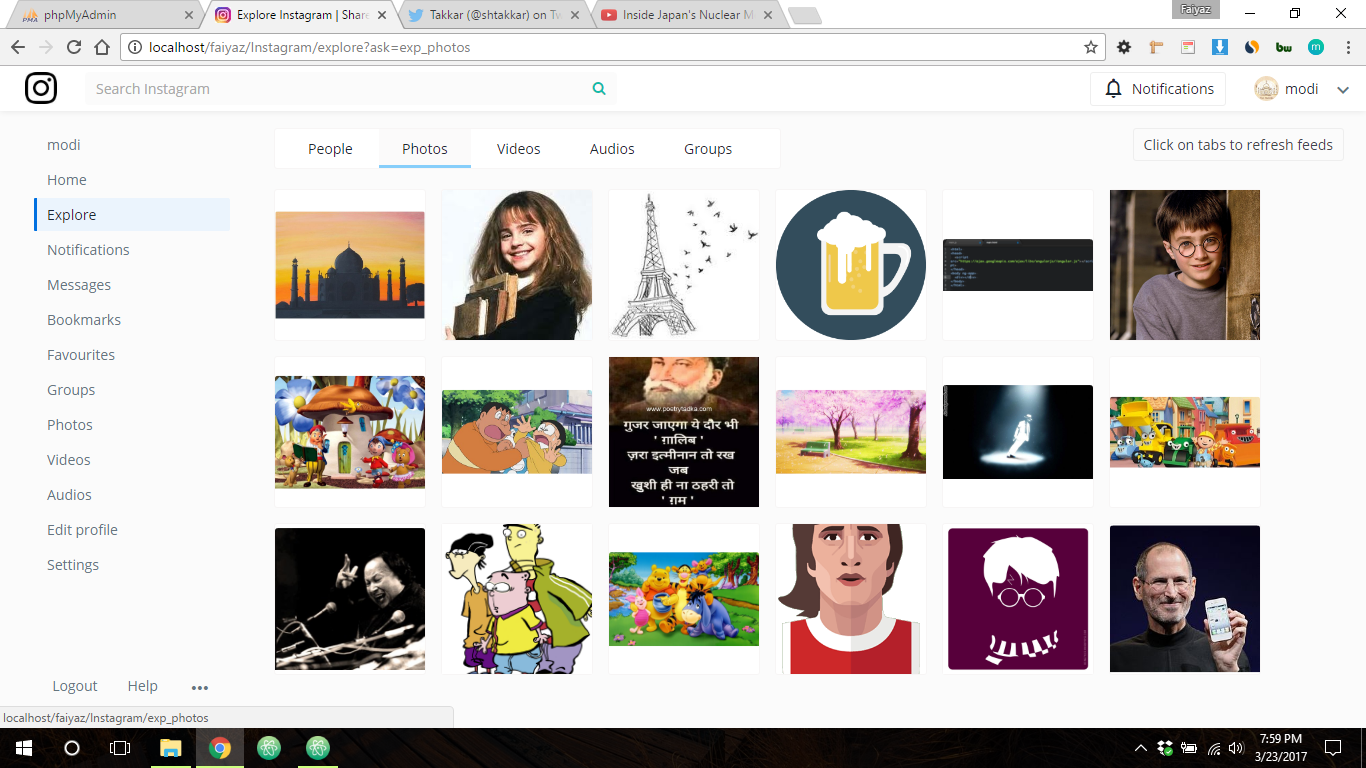 phpMyAdmin
Explore Instagram | Share
Takkar (@shtakkar) on Tw
Inside Japan's Nuclear M
Faiyaz
localhost/faiyaz/Instagram/explore?ask=exp_photos
bw
m
Search Instagram
Notifications
modi
modi
Home
Explore
Notifications
Messages
Bookmarks
Favourites
Groups
Photos
Videos
Audios
Edit profile
Settings
Logout
Help
People
Photos
Videos
Audios
Groups
Click on tabs to refresh feeds
www.poetrytadka.com
गुजर जाएगा ये दौर भी
' ग़ालिब '
ज़रा इत्मीनान तो रख
जब
खुशी ही ना ठहरी तो
' ग़म '
localhost/faiyaz/Instagram/exp_photos
7:59 PM
3/23/2017